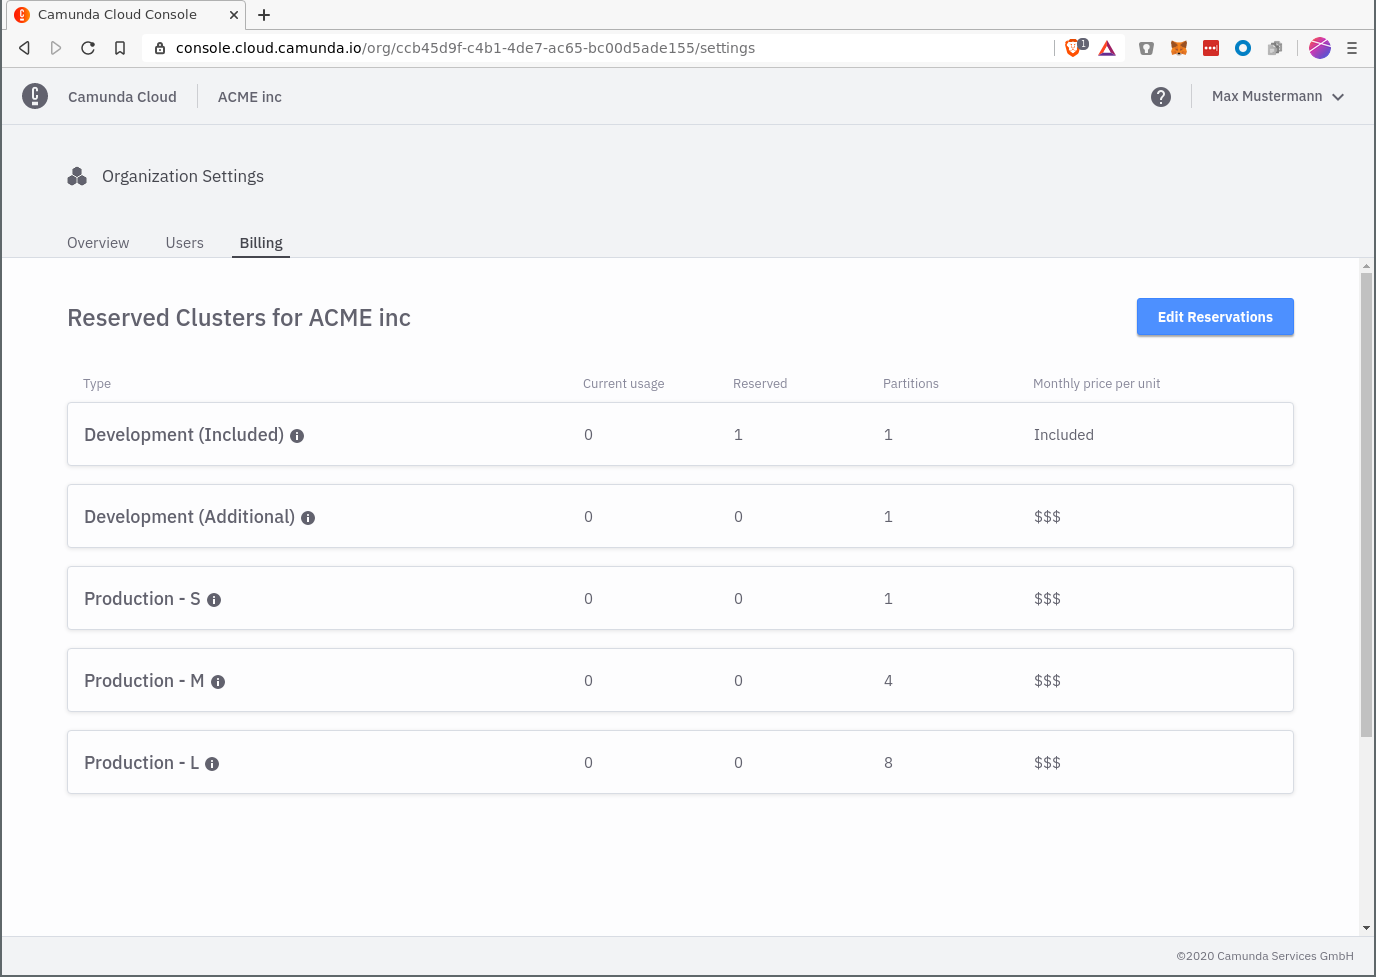 Camunda Cloud Console
console.cloud.camunda.io/org/ccb45d9f-c4b1-4de7-ac65-bc00d5ade155/settings
1
Camunda Cloud ACME inc Max Mustermann
Organization Settings
Overview Users Billing
Reserved Clusters for ACME inc Edit Reservations
Type Current usage Reserved Partitions Monthly price per unit
Development (Included) 0 1 1 Included
Development (Additional) 0 0 1 $$$
Production - S 0 0 1 $$$
Production - M 0 0 4 $$$
Production - L 0 0 8 $$$
©2020 Camunda Services GmbH